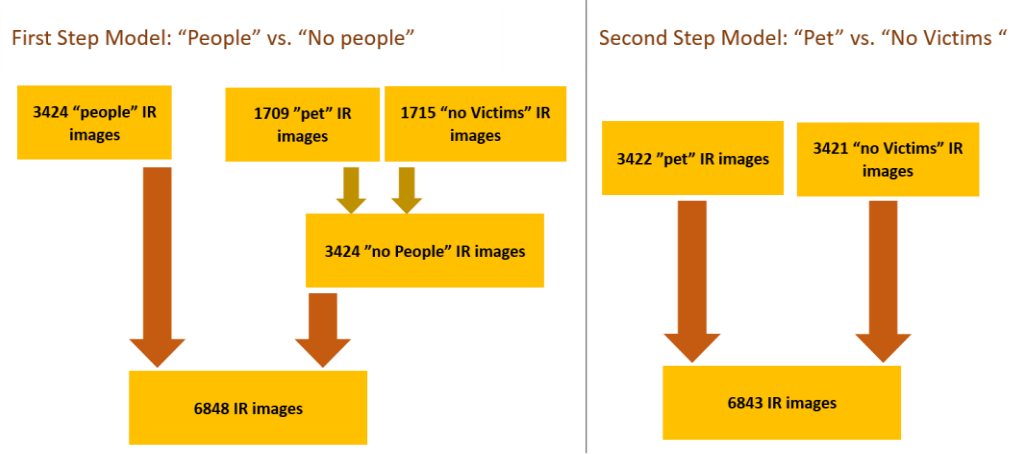 First Step Model: “People” vs. “No people”
3424 “people” IR
images
1709 ”pet” IR
images
1715 “no Victims” IR
images
3424 ”no People” IR images
6848 IR images
Second Step Model: “Pet” vs. “No Victims “
3422 ”pet” IR images
3421 “no Victims” IR
images
6843 IR images